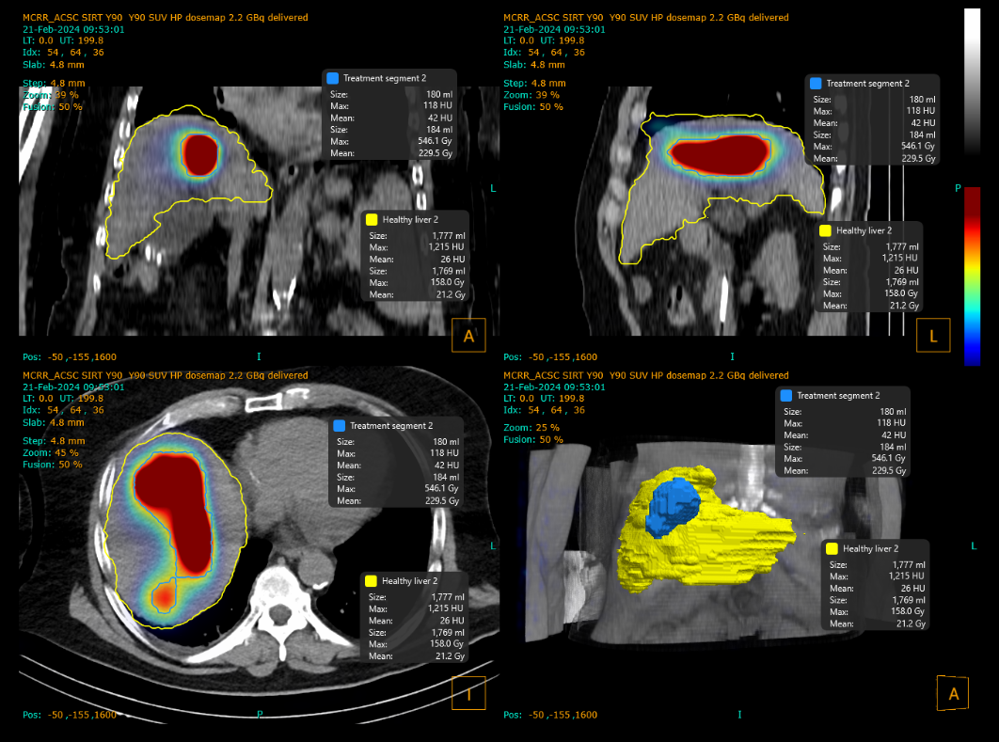 MCRR_ACSC SIRT Y90 Y90 SUV HP dosemap 2.2 GBq delivered
21-Feb-2024 09:53:01
LT: 0.0 UT: 199.8
Idx: 54 , 64 , 36
Slab: 4.8 mm
Step: 4.8 mm
Zoom: 39 %
Fusion: 50 %
Treatment segment 2
Size: 180 ml
Max: 118 HU
Mean: 42 HU
Size: 184 ml
Max: 546.1 Gy
Mean: 229.5 Gy
L
Healthy liver 2
Size: 1,777 ml
Max: 1,215 HU
Mean: 26 HU
Size: 1,769 ml
Max: 158.0 Gy
Mean: 21.2 Gy
A
Pos: -50 ,-155,1600
I
MCRR_ACSC SIRT Y90 Y90 SUV HP dosemap 2.2 GBq delivered
21-Feb-2024 09:53:01
LT: 0.0 UT: 199.8
Idx: 54 , 64 , 36
Slab: 4.8 mm
Step: 4.8 mm
Zoom: 39 %
Fusion: 50 %
Treatment segment 2
Size: 180 ml
Max: 118 HU
Mean: 42 HU
Size: 184 ml
Max: 546.1 Gy
Mean: 229.5 Gy
P
Healthy liver 2
Size: 1,777 ml
Max: 1,215 HU
Mean: 26 HU
Size: 1,769 ml
Max: 158.0 Gy
Mean: 21.2 Gy
L
Pos: -50 ,-155,1600
I
MCRR_ACSC SIRT Y90 Y90 SUV HP dosemap 2.2 GBq delivered
21-Feb-2024 09:53:01
LT: 0.0 UT: 199.8
Idx: 54 , 64 , 36
Slab: 4.8 mm
Step: 4.8 mm
Zoom: 45 %
Fusion: 50 %
Treatment segment 2
Size: 180 ml
Max: 118 HU
Mean: 42 HU
Size: 184 ml
Max: 546.1 Gy
Mean: 229.5 Gy
L
Healthy liver 2
Size: 1,777 ml
Max: 1,215 HU
Mean: 26 HU
Size: 1,769 ml
Max: 158.0 Gy
Mean: 21.2 Gy
I
Pos: -50 ,-155,1600
P
MCRR_ACSC SIRT Y90 Y90 SUV HP dosemap 2.2 GBq delivered
21-Feb-2024 09:53:01
LT: 0.0 UT: 199.8
Idx: 54 , 64 , 36
Zoom: 25 %
Fusion: 50 %
Treatment segment 2
Size: 180 ml
Max: 118 HU
Mean: 42 HU
Size: 184 ml
Max: 546.1 Gy
Mean: 229.5 Gy
L
Healthy liver 2
Size: 1,777 ml
Max: 1,215 HU
Mean: 26 HU
Size: 1,769 ml
Max: 158.0 Gy
Mean: 21.2 Gy
A
Pos: -50 ,-155,1600
I